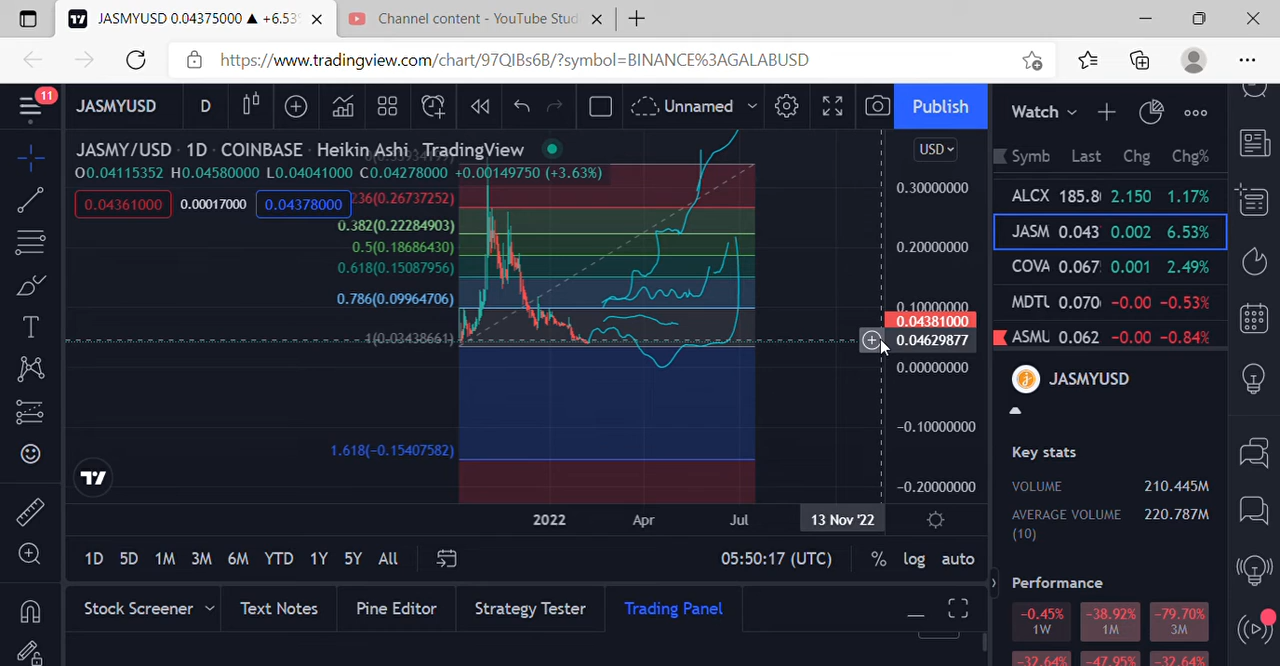 JASMYUSD 0.04375000 ▲ +6.53
Channel content - YouTube Stud
https://www.tradingview.com/chart/97QIBs6B/?symbol=BINANCE%3AGALABUSD
11
JASMYUSD
D
Unnamed
Publish
Watch
JASMY/USD · 1D · COINBASE · Heikin Ashi · TradingView
USD
Symb Last Chg Chg%
O0.04115352 H0.04580000 L0.04041000 C0.04278000 +0.00149750 (+3.63%)
0.04361000 0.00017000 0.04378000
236(0.26737252)
0.382(0.22284903)
0.5(0.18686430)
0.618(0.15087956)
0.786(0.09964706)
1(0.03438661)
1.618(-0.15407582)
0.30000000
0.20000000
0.10000000
0.04381000
0.04629877
0.00000000
-0.10000000
-0.20000000
ALCX 185.8 2.150 1.17%
JASM 0.043 0.002 6.53%
COVA 0.067 0.001 2.49%
MDTU 0.070 -0.00 -0.53%
ASMU 0.062 -0.00 -0.84%
JASMYUSD
Key stats
VOLUME 210.445M
AVERAGE VOLUME 220.787M
(10)
Performance
-0.45% -38.92% -79.70%
1W 1M 3M
-32.64% -47.95% -32.64%
2022 Apr Jul 13 Nov '22
1D 5D 1M 3M 6M YTD 1Y 5Y All
05:50:17 (UTC)
% log auto
Stock Screener Text Notes Pine Editor Strategy Tester Trading Panel